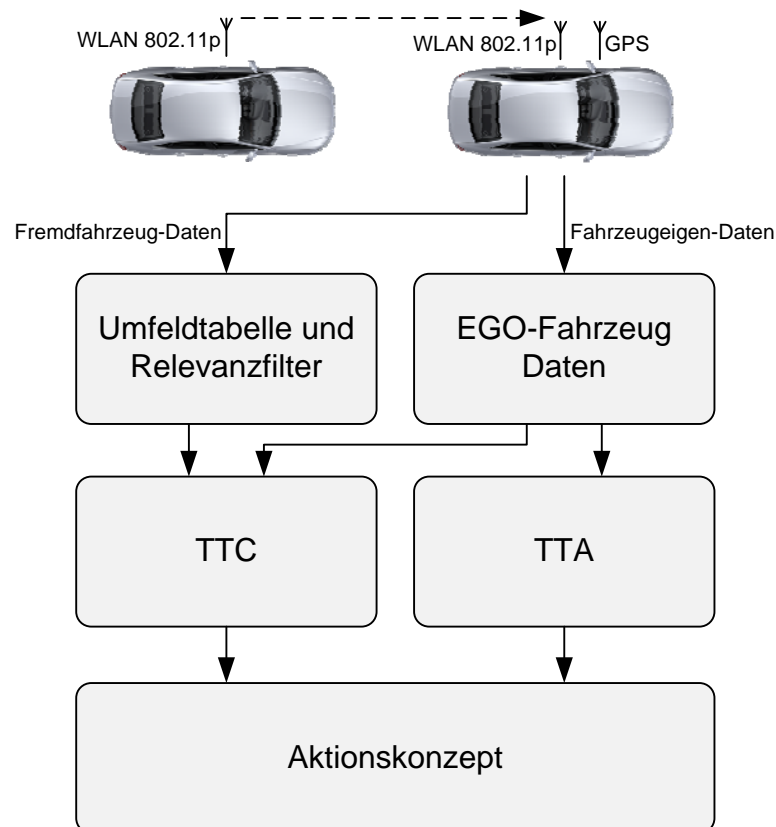 WLAN 802.11p
WLAN 802.11p
GPS
Fremdfahrzeug-Daten
Fahrzeugeigen-Daten
Umfeldtabelle und
Relevanzfilter
EGO-Fahrzeug
Daten
TTC
TTA
Aktionskonzept